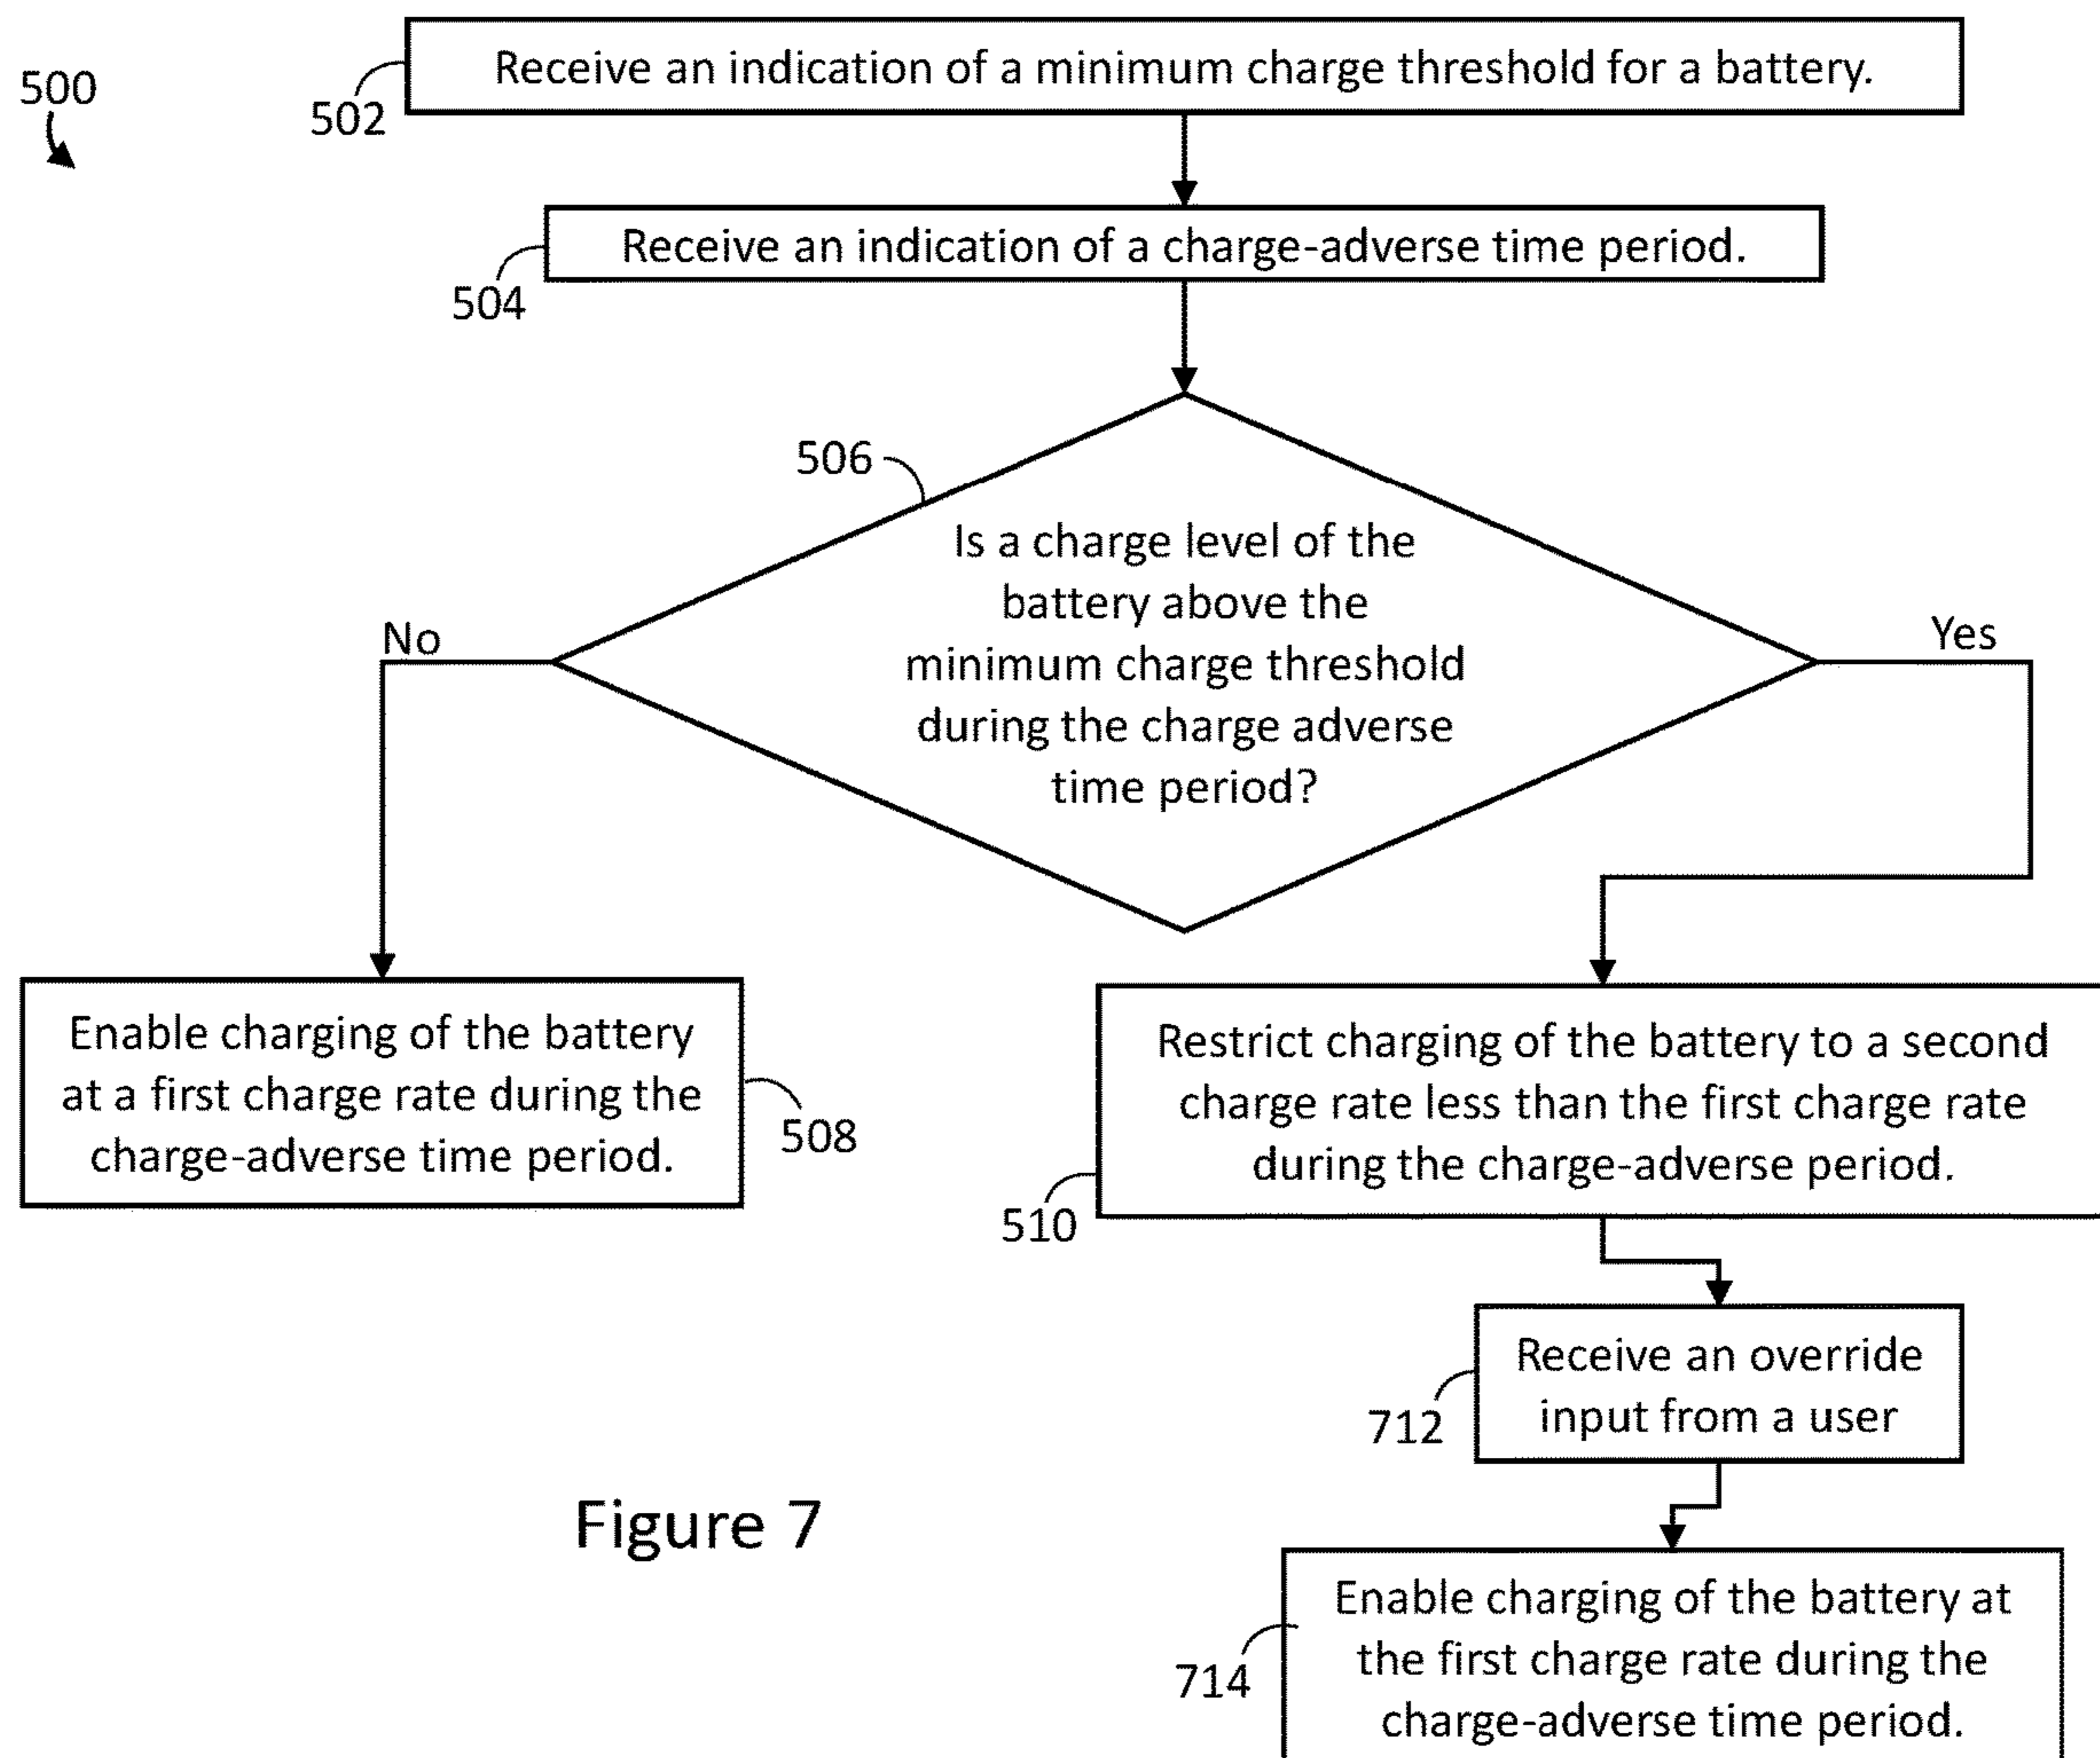 Receive an indication of a minimum charge threshold for a battery.
500
502
Receive an indication of a charge-adverse time period.
504
506
Is a charge level of the
battery above the
minimum charge threshold
during the charge adverse
time period?
No
Yes
Enable charging of the battery
at a first charge rate during the
charge-adverse time period.
508
Restrict charging of the battery to a second
charge rate less than the first charge rate
during the charge-adverse period.
510
Receive an override
input from a user
712
Figure 7
Enable charging of the battery at
the first charge rate during the
charge-adverse time period.
714